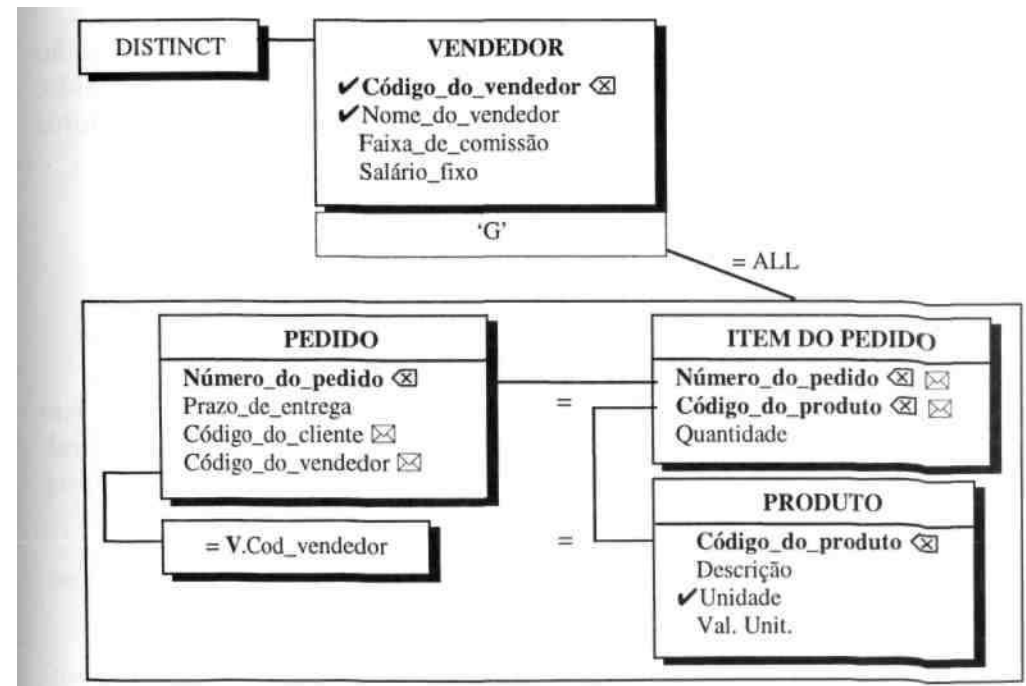 DISTINCT
VENDEDOR
✔Código_do_vendedor ⌫
✔Nome_do_vendedor
Faixa_de_comissão
Salário_fixo
‘G’
= ALL
PEDIDO
Número_do_pedido ⌫
Prazo_de_entrega
Código_do_cliente ✉
Código_do_vendedor ✉
= V.Cod_vendedor
=
=
ITEM DO PEDIDO
Número_do_pedido ⌫ ✉
Código_do_produto ⌫ ✉
Quantidade
PRODUTO
Código_do_produto ⌫
Descrição
✔Unidade
Val. Unit.